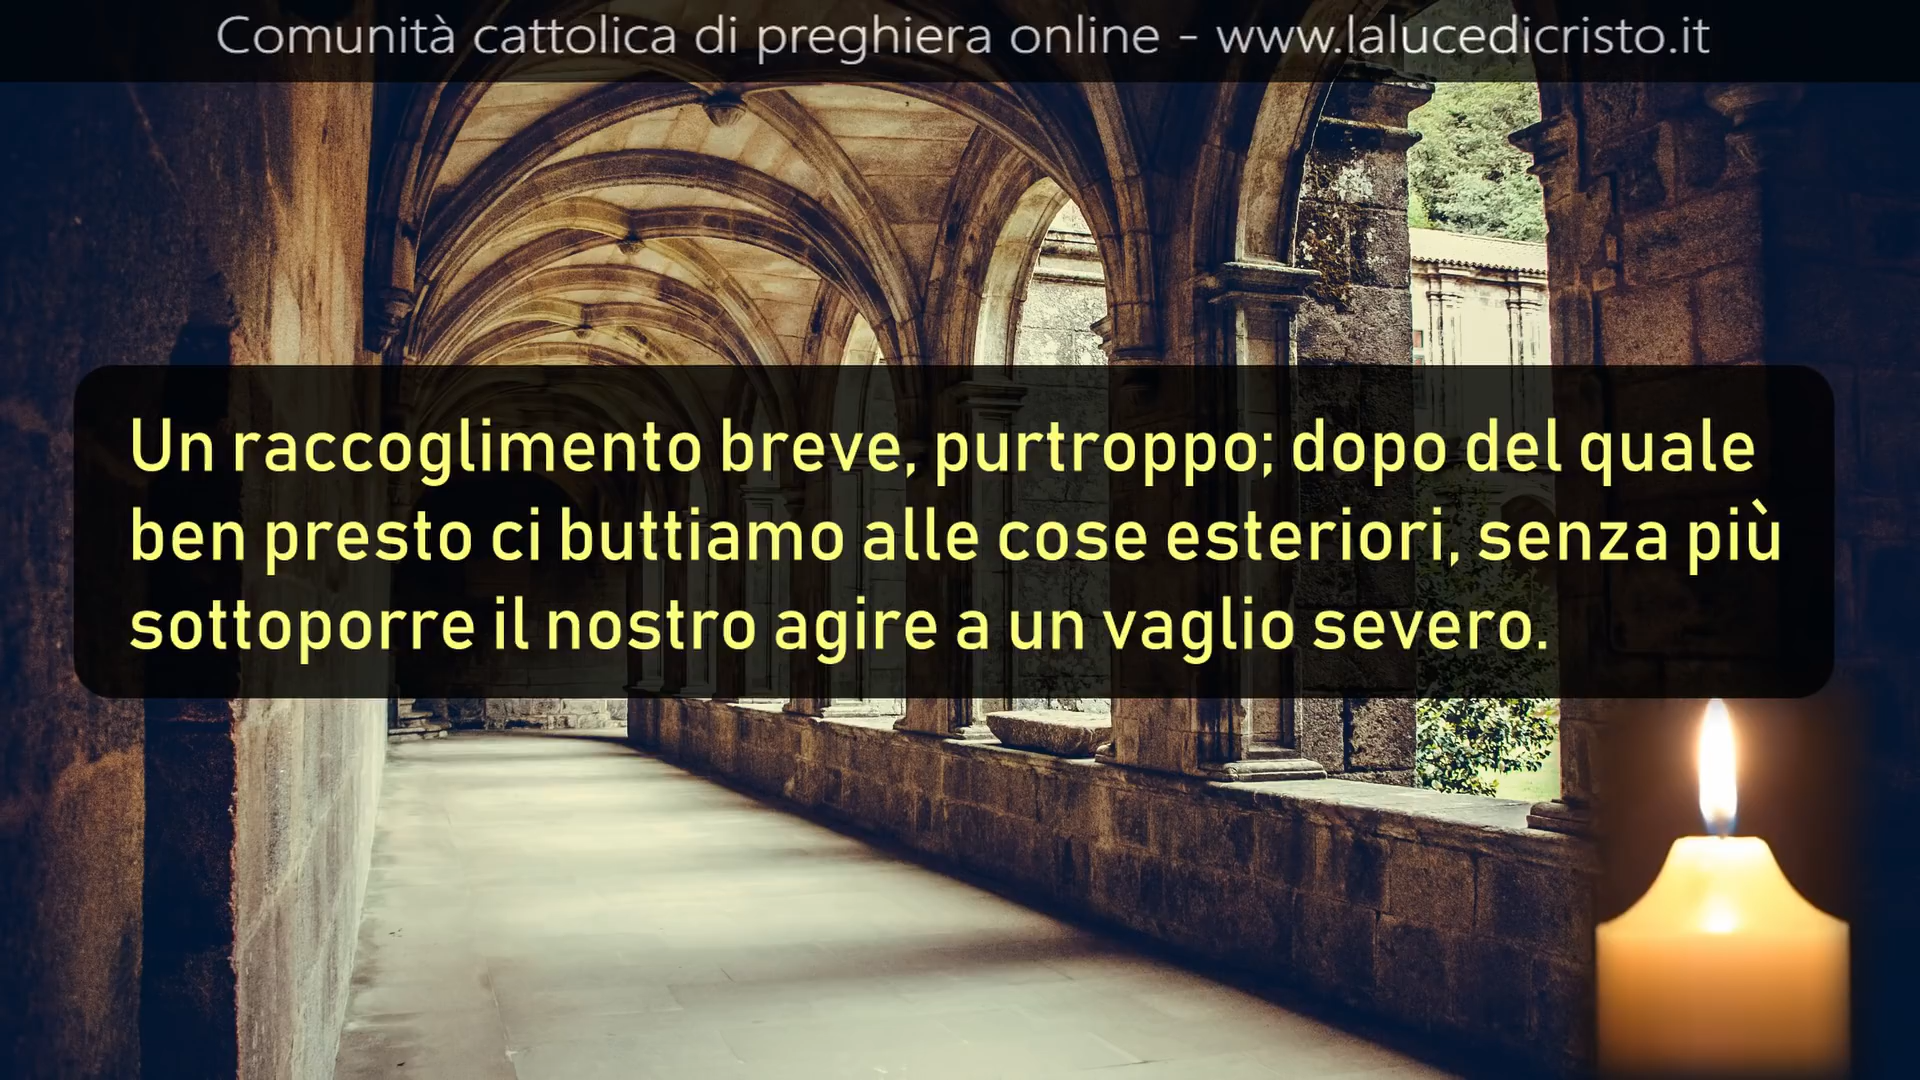 Comunità cattolica di preghiera online - www.lalucedicristo.it
Un raccoglimento breve, purtroppo; dopo del quale
ben presto ci buttiamo alle cose esteriori, senza più
sottoporre il nostro agire a un vaglio severo.